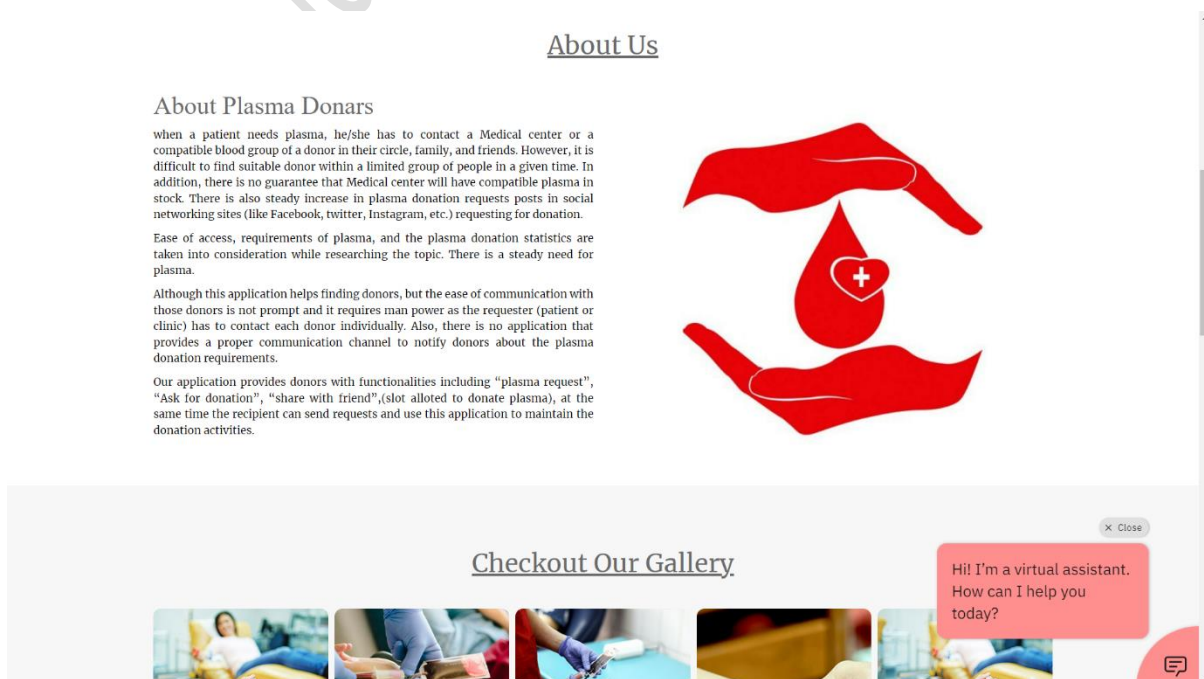 About Us
About Plasma Donars
when a patient needs plasma, he/she has to contact a Medical center or a
compatible blood group of a donor in their circle, family, and friends. However, it is
difficult to find suitable donor within a limited group of people in a given time. In
addition, there is no guarantee that Medical center will have compatible plasma in
stock. There is also steady increase in plasma donation requests posts in social
networking sites (like Facebook, twitter, Instagram, etc.) requesting for donation.
Ease of access, requirements of plasma, and the plasma donation statistics are
taken into consideration while researching the topic. There is a steady need for
plasma.
Although this application helps finding donors, but the ease of communication with
those donors is not prompt and it requires man power as the requester (patient or
clinic) has to contact each donor individually. Also, there is no application that
provides a proper communication channel to notify donors about the plasma
donation requirements.
Our application provides donors with functionalities including “plasma request”,
“Ask for donation”, “share with friend”,(slot alloted to donate plasma), at the
same time the recipient can send requests and use this application to maintain the
donation activities.
Checkout Our Gallery
× Close
Hi! I'm a virtual assistant.
How can I help you
today?